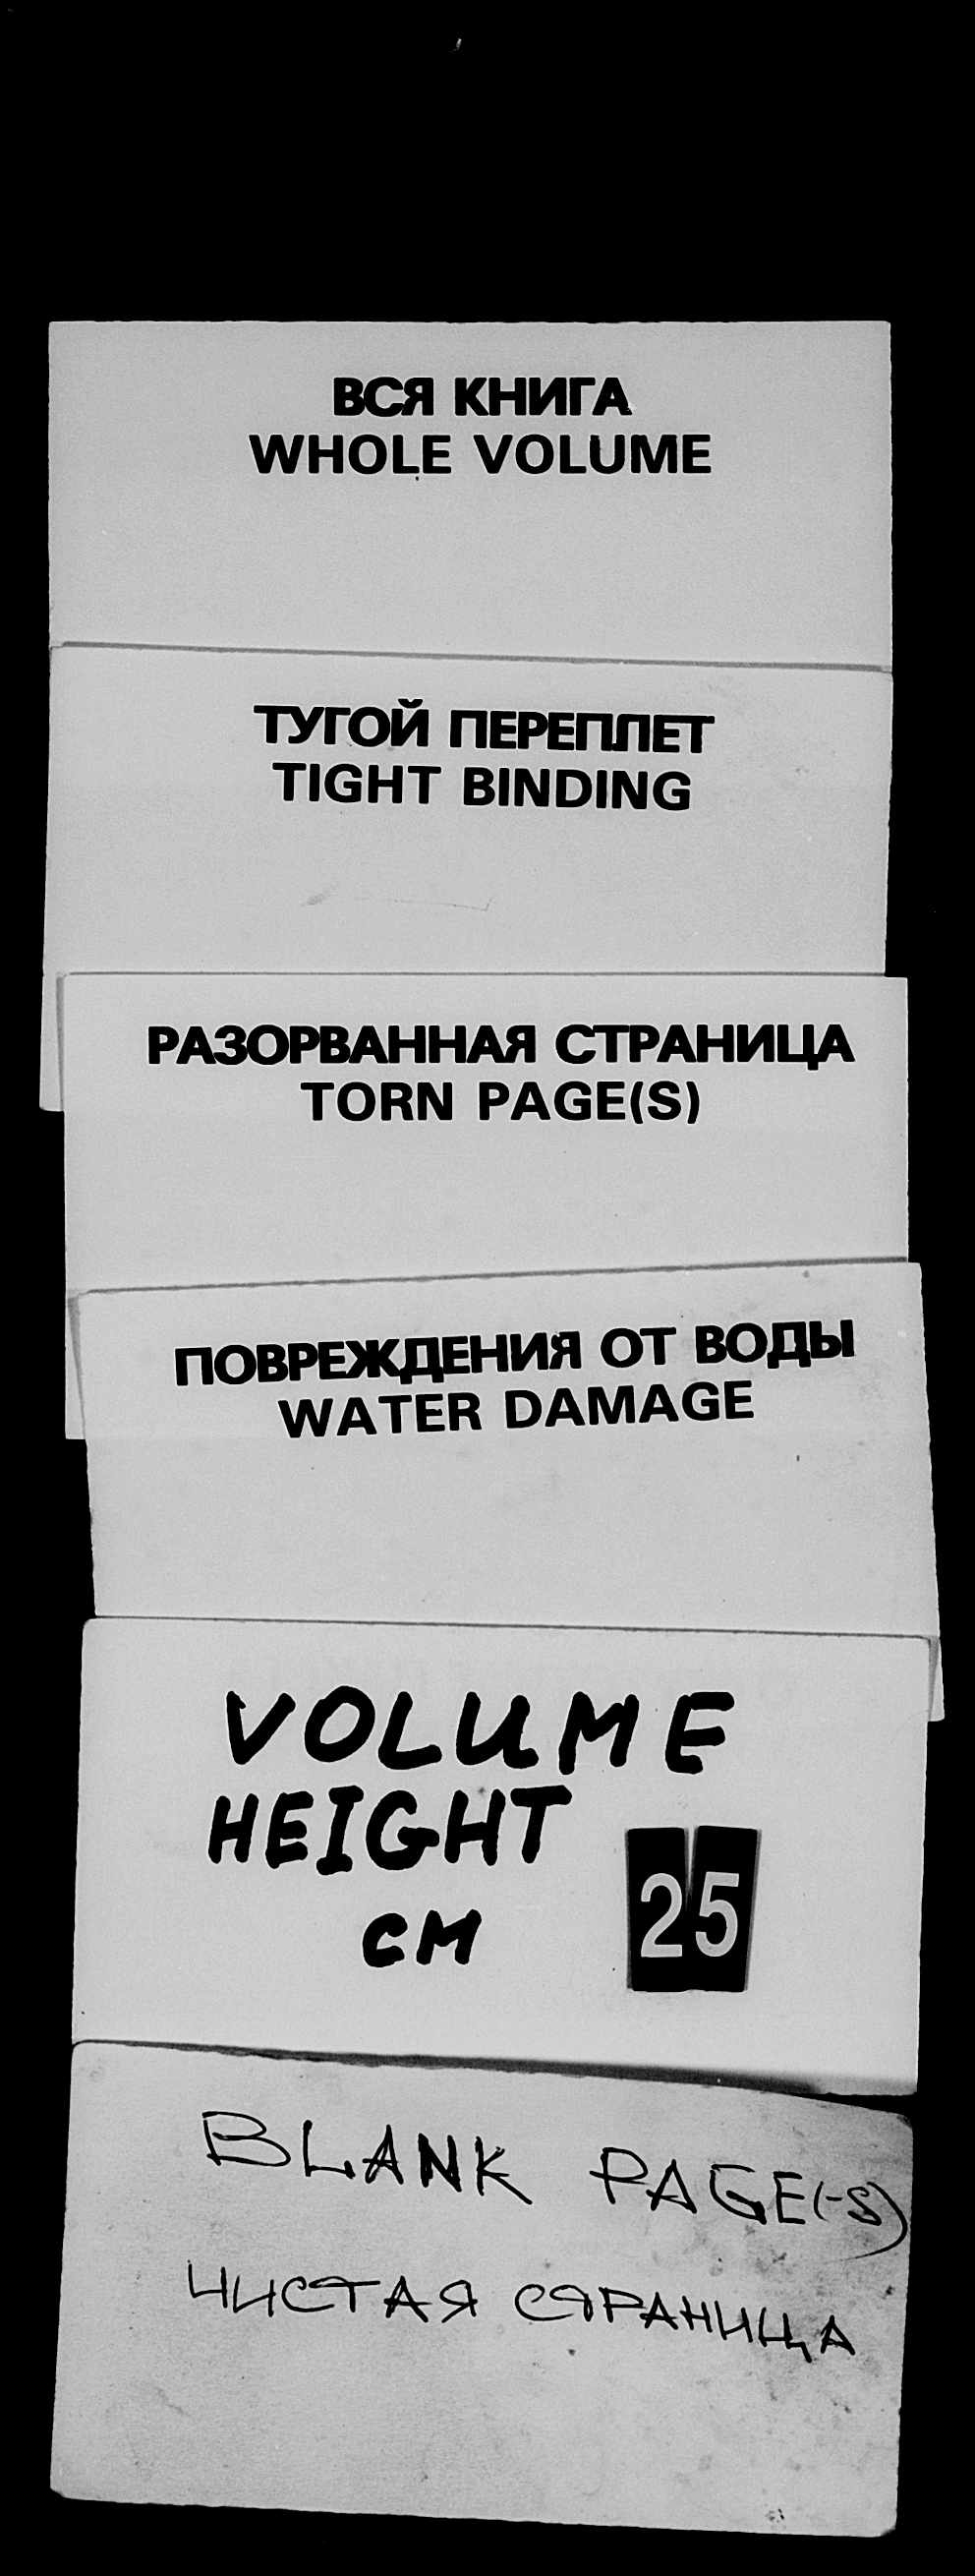 ВСЯ КНИГА
WHOLE VOLUME
ТУГОЙ ПЕРЕПЛЕТ
TIGHT BINDING
РАЗОРВАННАЯ СТРАНИЦА
TORN PAGE(S)
ПОВРЕЖДЕНИЯ ОТ ВОДЫ
WATER DAMAGE
VOLUME
HEIGHT
CM 25
BLANK PAGE(-S)
ЧИСТАЯ СТРАНИЦА